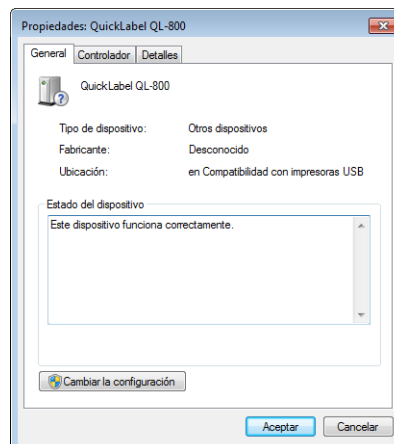 Propiedades: QuickLabel QL-800
General Controlador Detalles
QuickLabel QL-800
Tipo de dispositivo: Otros dispositivos
Fabricante: Desconocido
Ubicación: en Compatibilidad con impresoras USB
Estado del dispositivo
Este dispositivo funciona correctamente.
Cambiar la configuración
Aceptar Cancelar